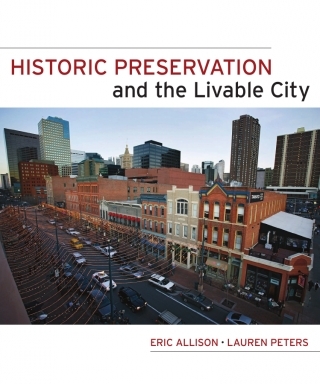 HISTORIC PRESERVATION
and the Livable City
ERIC ALLISON • LAUREN PETERS